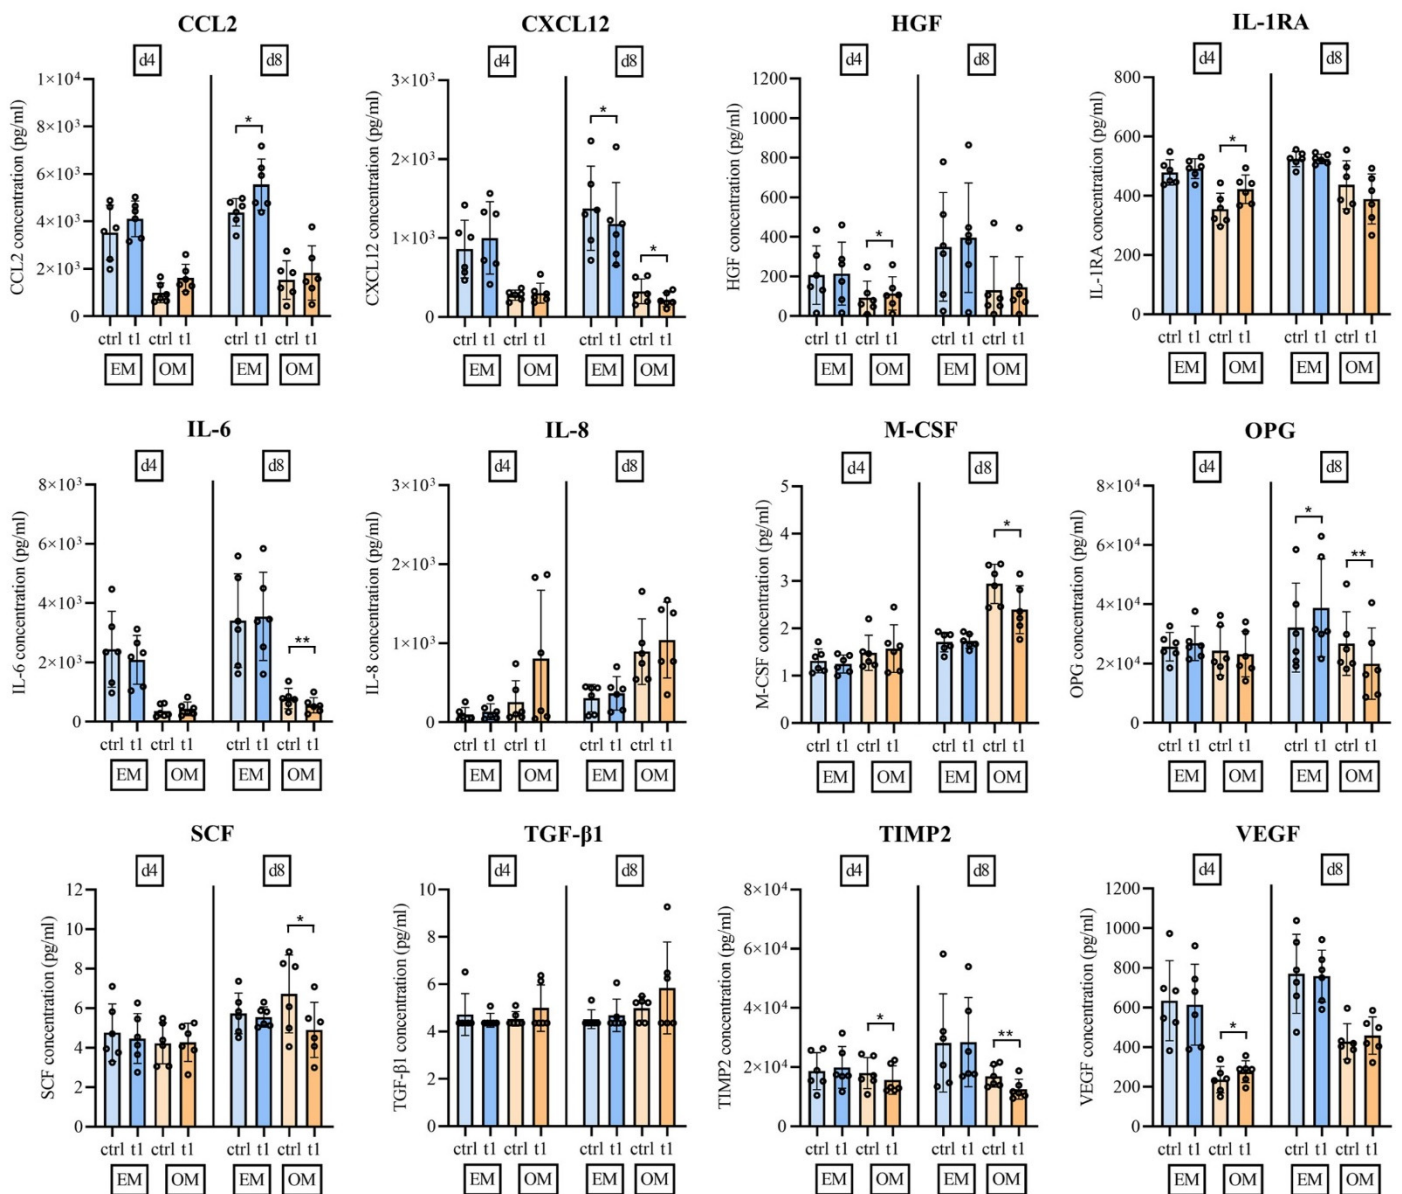 CCL2
d4
d8
CCL2 concentration (pg/ml)
1×10⁴
8×10³
6×10³
4×10³
2×10³
0
*
ctrl t1 ctrl t1 ctrl t1 ctrl t1
EM OM EM OM
CXCL12
d4
d8
CXCL12 concentration (pg/ml)
3×10³
2×10³
1×10³
0
*
*
ctrl t1 ctrl t1 ctrl t1 ctrl t1
EM OM EM OM
HGF
d4
d8
HGF concentration (pg/ml)
1200
1000
800
600
400
200
0
*
ctrl t1 ctrl t1 ctrl t1 ctrl t1
EM OM EM OM
IL-1RA
d4
d8
IL-1RA concentration (pg/ml)
800
600
400
200
0
*
ctrl t1 ctrl t1 ctrl t1 ctrl t1
EM OM EM OM
IL-6
d4
d8
IL-6 concentration (pg/ml)
8×10³
6×10³
4×10³
2×10³
0
**
ctrl t1 ctrl t1 ctrl t1 ctrl t1
EM OM EM OM
IL-8
d4
d8
IL-8 concentration (pg/ml)
3×10³
2×10³
1×10³
0
ctrl t1 ctrl t1 ctrl t1 ctrl t1
EM OM EM OM
M-CSF
d4
d8
M-CSF concentration (pg/ml)
5
4
3
2
1
0
*
ctrl t1 ctrl t1 ctrl t1 ctrl t1
EM OM EM OM
OPG
d4
d8
OPG concentration (pg/ml)
8×10⁴
6×10⁴
4×10⁴
2×10⁴
0
*
**
ctrl t1 ctrl t1 ctrl t1 ctrl t1
EM OM EM OM
SCF
d4
d8
SCF concentration (pg/ml)
12
10
8
6
4
2
0
*
ctrl t1 ctrl t1 ctrl t1 ctrl t1
EM OM EM OM
TGF-β1
d4
d8
TGF-β1 concentration (pg/ml)
10
8
6
4
2
0
ctrl t1 ctrl t1 ctrl t1 ctrl t1
EM OM EM OM
TIMP2
d4
d8
TIMP2 concentration (pg/ml)
8×10⁴
6×10⁴
4×10⁴
2×10⁴
0
*
**
ctrl t1 ctrl t1 ctrl t1 ctrl t1
EM OM EM OM
VEGF
d4
d8
VEGF concentration (pg/ml)
1200
1000
800
600
400
200
0
*
ctrl t1 ctrl t1 ctrl t1 ctrl t1
EM OM EM OM